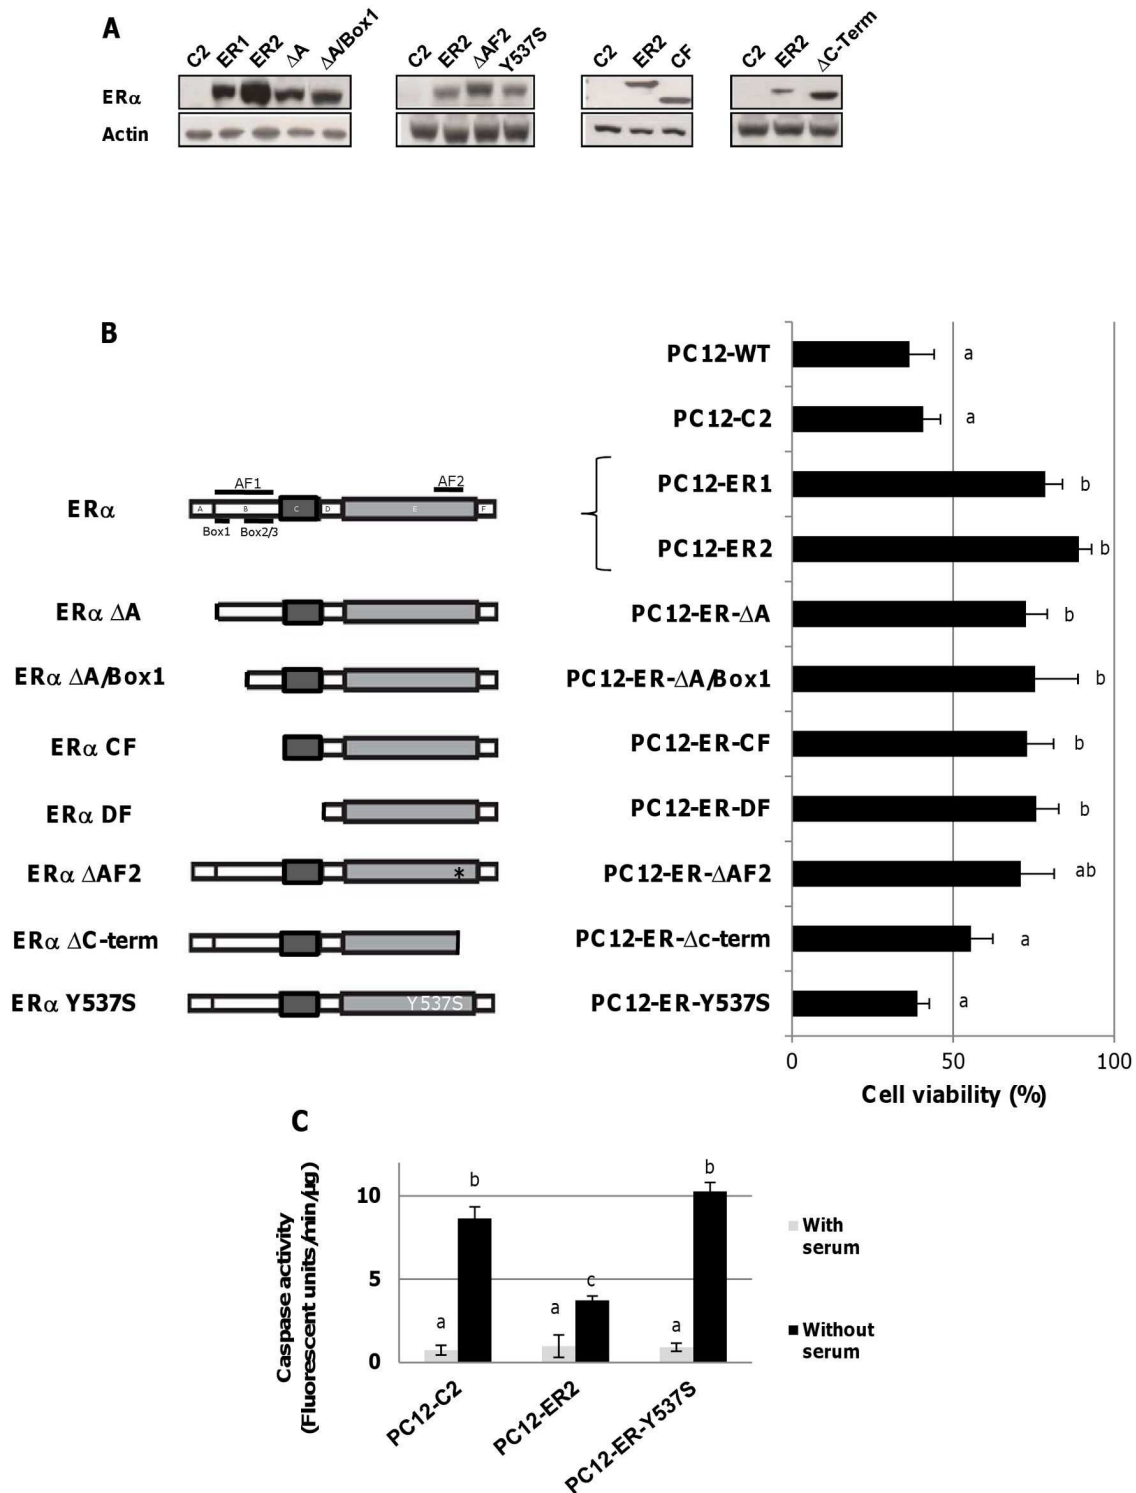 A
C2 ER1 ER2 ΔA ΔA/Box1
C2 ER2 ΔAF2 Y537S
C2 ER2 CF
C2 ER2 ΔC-Term
ERα
Actin
B
PC12-WT a
PC12-C2 a
AF1 AF2
ERα
A B C D E F
Box1 Box2/3
PC12-ER1 b
PC12-ER2 b
ERα ΔA PC12-ER-ΔA b
ERα ΔA/Box1 PC12-ER-ΔA/Box1 b
ERα CF PC12-ER-CF b
ERα DF PC12-ER-DF b
ERα ΔAF2 * PC12-ER-ΔAF2 ab
ERα ΔC-term PC12-ER-Δc-term a
ERα Y537S Y537S PC12-ER-Y537S a
0 50 100
Cell viability (%)
C
Caspase activity
(Fluorescent units/min/µg)
10
5
0
a b
a c
a b
With
serum
Without
serum
PC12-C2
PC12-ER2
PC12-ER-Y537S